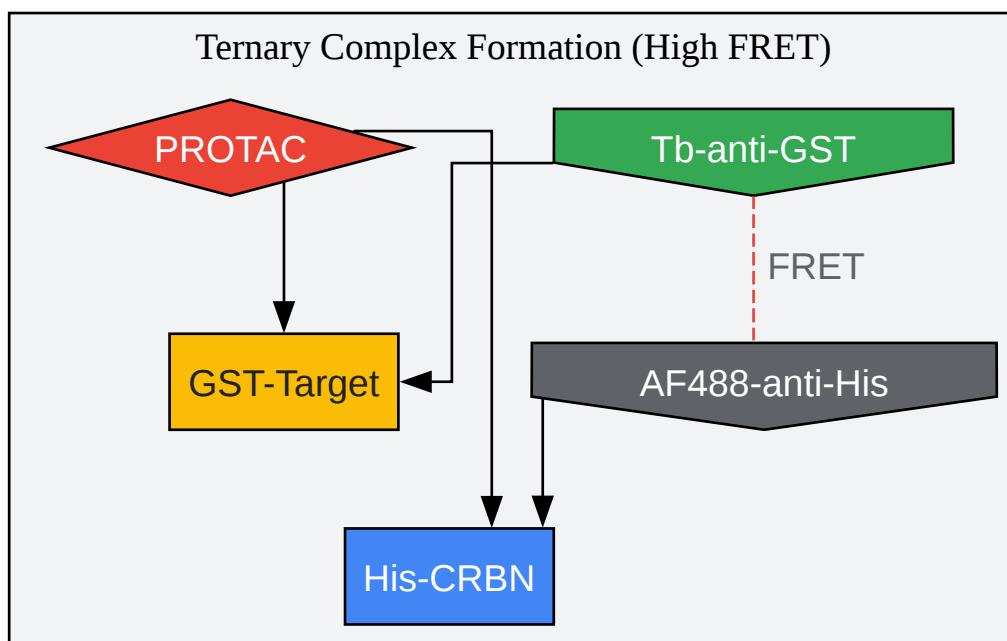 Ternary Complex Formation (High FRET)
PROTAC
Tb-anti-GST
FRET
GST-Target
AF488-anti-His
His-CRBN